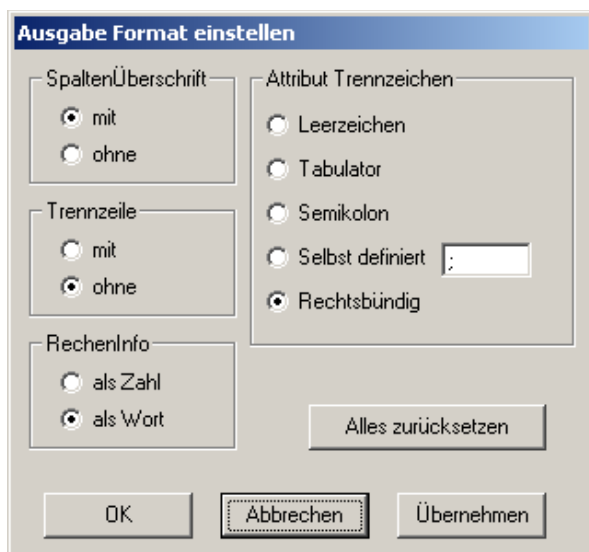 Ausgabe Format einstellen
SpaltenÜberschrift
mit
ohne
Trennzeile
mit
ohne
RechenInfo
als Zahl
als Wort
Attribut Trennzeichen
Leerzeichen
Tabulator
Semikolon
Selbst definiert ;
Rechtsbündig
Alles zurücksetzen
OK Abbrechen Übernehmen